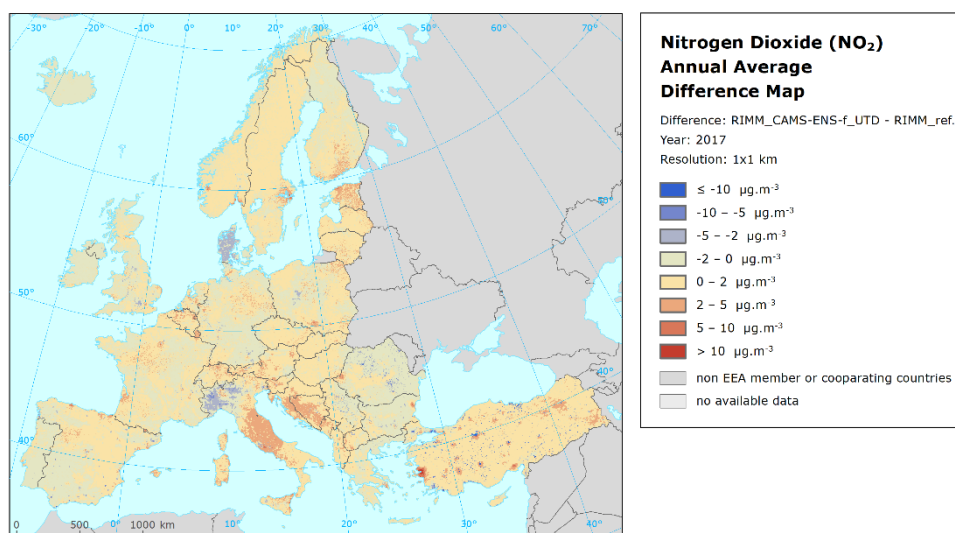 -30°
-20°
-10°
0°
10°
20°
30°
40°
50°
60°
70°
60°
50°
50°
40°
40°
0
500
1000 km
0°
10°
20°
30°
40°
Nitrogen Dioxide (NO₂)
Annual Average
Difference Map
Difference: RIMM_CAMS-ENS-f_UTD - RIMM_ref.
Year: 2017
Resolution: 1x1 km
≤ -10 µg.m⁻³
-10 – -5 µg.m⁻³
-5 – -2 µg.m⁻³
-2 – 0 µg.m⁻³
0 – 2 µg.m⁻³
2 – 5 µg.m⁻³
5 – 10 µg.m⁻³
> 10 µg.m⁻³
non EEA member or cooparating countries
no available data